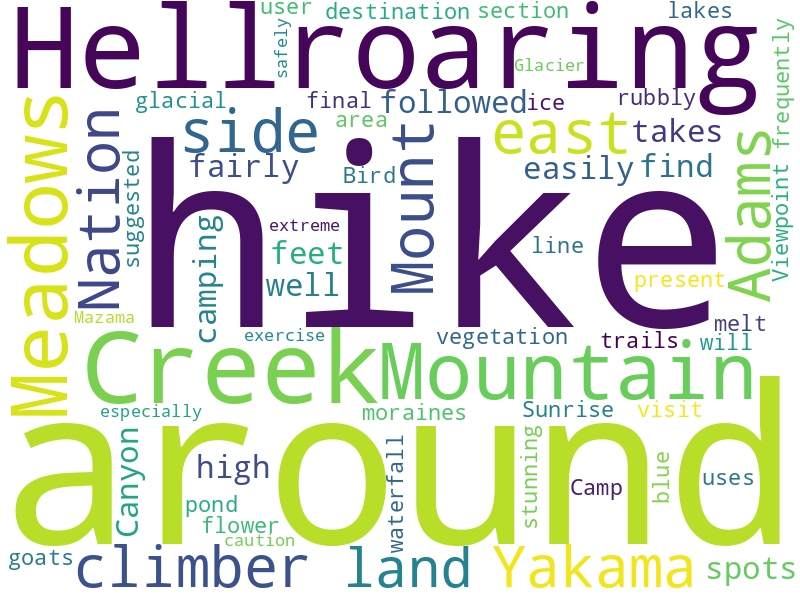 user destination section lakes
Hellroaring
safely
Glacier
frequently
glacial final followed ice rubbly
area
Meadows
Nation
side
Mount
east takes
suggested
fairly
Bird
easily find
Adams
Viewpoint
hike
camping
extreme
feet
line
well
present
Mazama
melt
exercise vegetation trails will
Creek Mountain
especially moraines Sunrise visit
around
Canyon
high
waterfall
stunning
blue
uses
pond
Camp
flower
caution
goats climber land Yakama spots